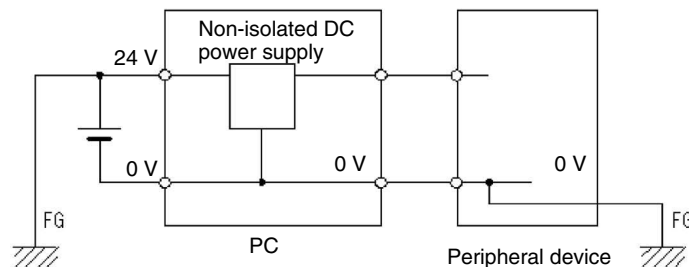 Non-isolated DC
power supply
24 V
0 V
0 V
0 V
FG
FG
PC
Peripheral device